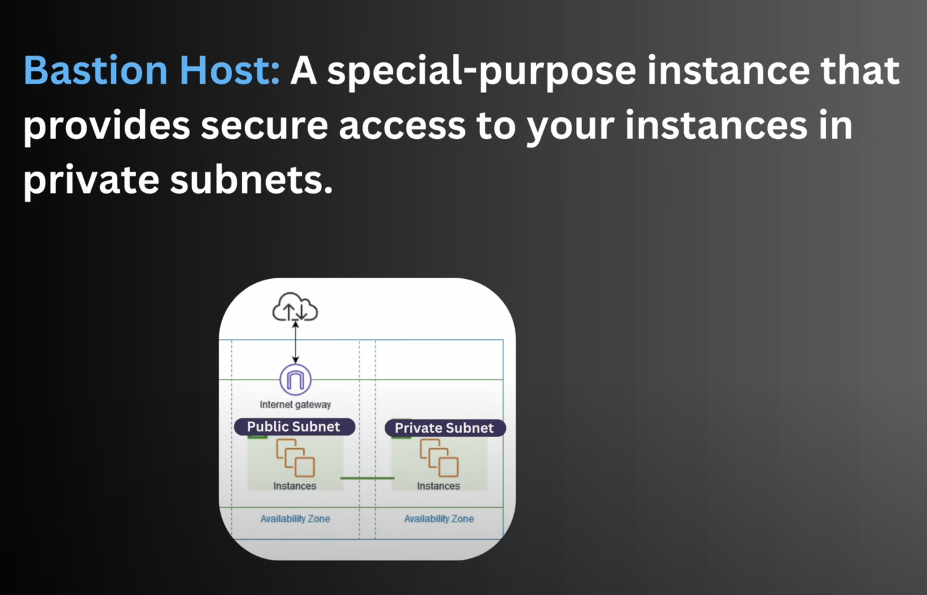 Bastion Host: A special-purpose instance that
provides secure access to your instances in
private subnets.
Internet gateway
Public Subnet
Private Subnet
Instances
Instances
Availability Zone
Availability Zone